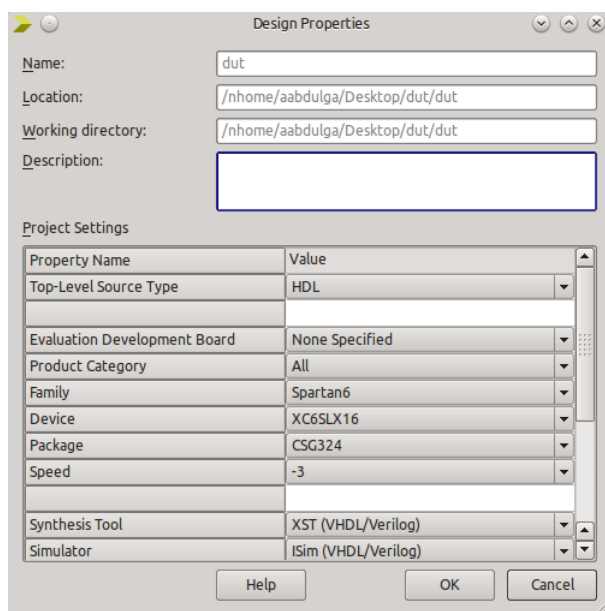 Design Properties
Name: dut
Location: /nhome/aabdulga/Desktop/dut/dut
Working directory: /nhome/aabdulga/Desktop/dut/dut
Description:
Project Settings
Property Name Value
Top-Level Source Type HDL
Evaluation Development Board None Specified
Product Category All
Family Spartan6
Device XC6SLX16
Package CSG324
Speed -3
Synthesis Tool XST (VHDL/Verilog)
Simulator ISim (VHDL/Verilog)
Help OK Cancel